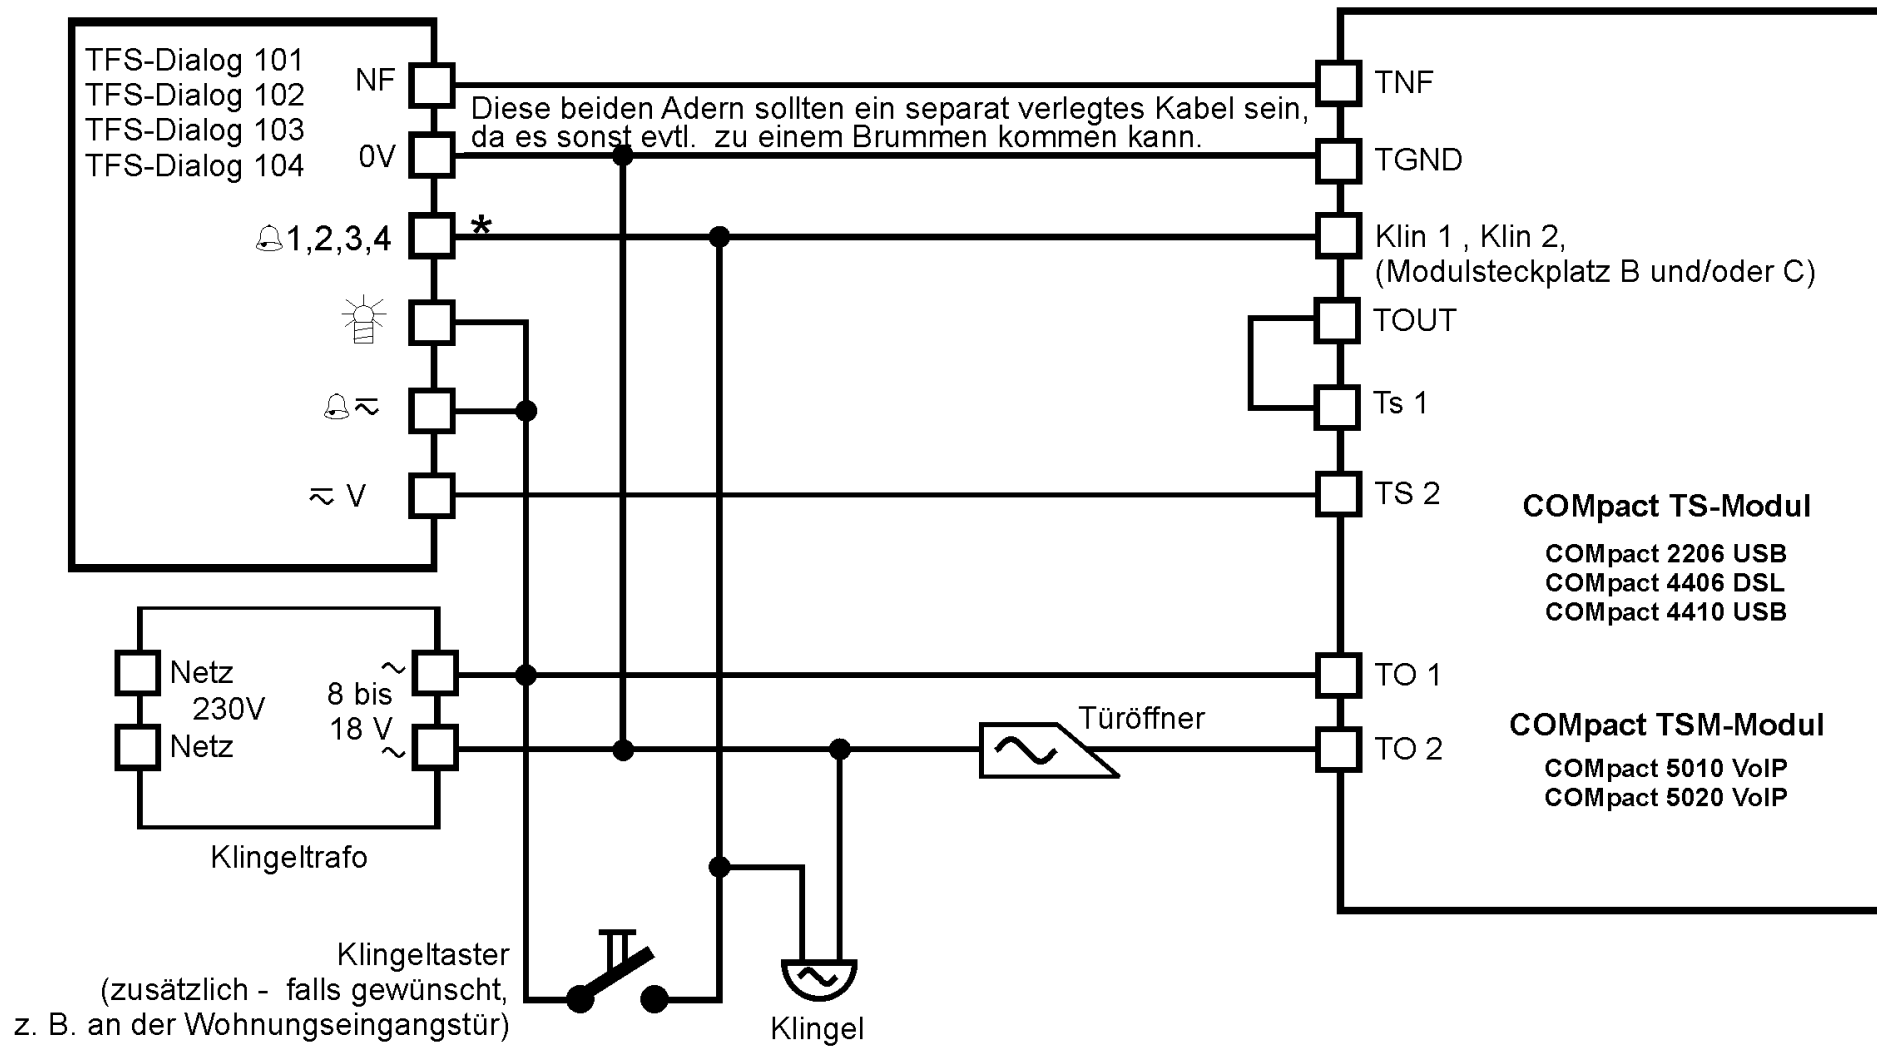 TFS-Dialog 101
TFS-Dialog 102
TFS-Dialog 103
TFS-Dialog 104
NF
0V
1,2,3,4
*
V
Diese beiden Adern sollten ein separat verlegtes Kabel sein,
da es sonst evtl. zu einem Brummen kommen kann.
TNF
TGND
Klin 1 , Klin 2,
(Modulsteckplatz B und/oder C)
TOUT
Ts 1
TS 2
COMpact TS-Modul
COMpact 2206 USB
COMpact 4406 DSL
COMpact 4410 USB
TO 1
TO 2
COMpact TSM-Modul
COMpact 5010 VoIP
COMpact 5020 VoIP
Netz
230V
Netz
~
8 bis
18 V
~
Klingeltrafo
Türöffner
Klingeltaster
(zusätzlich - falls gewünscht,
z. B. an der Wohnungseingangstür)
Klingel